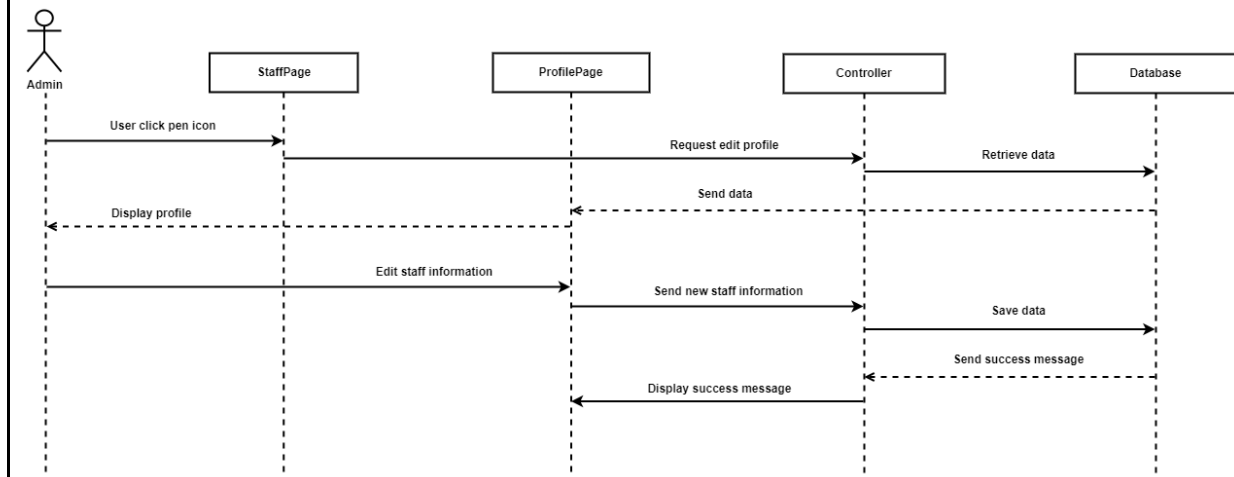 StaffPage
ProfilePage
Controller
Database
Admin
User click pen icon
Request edit profile
Retrieve data
Send data
Display profile
Edit staff information
Send new staff information
Save data
Send success message
Display success message